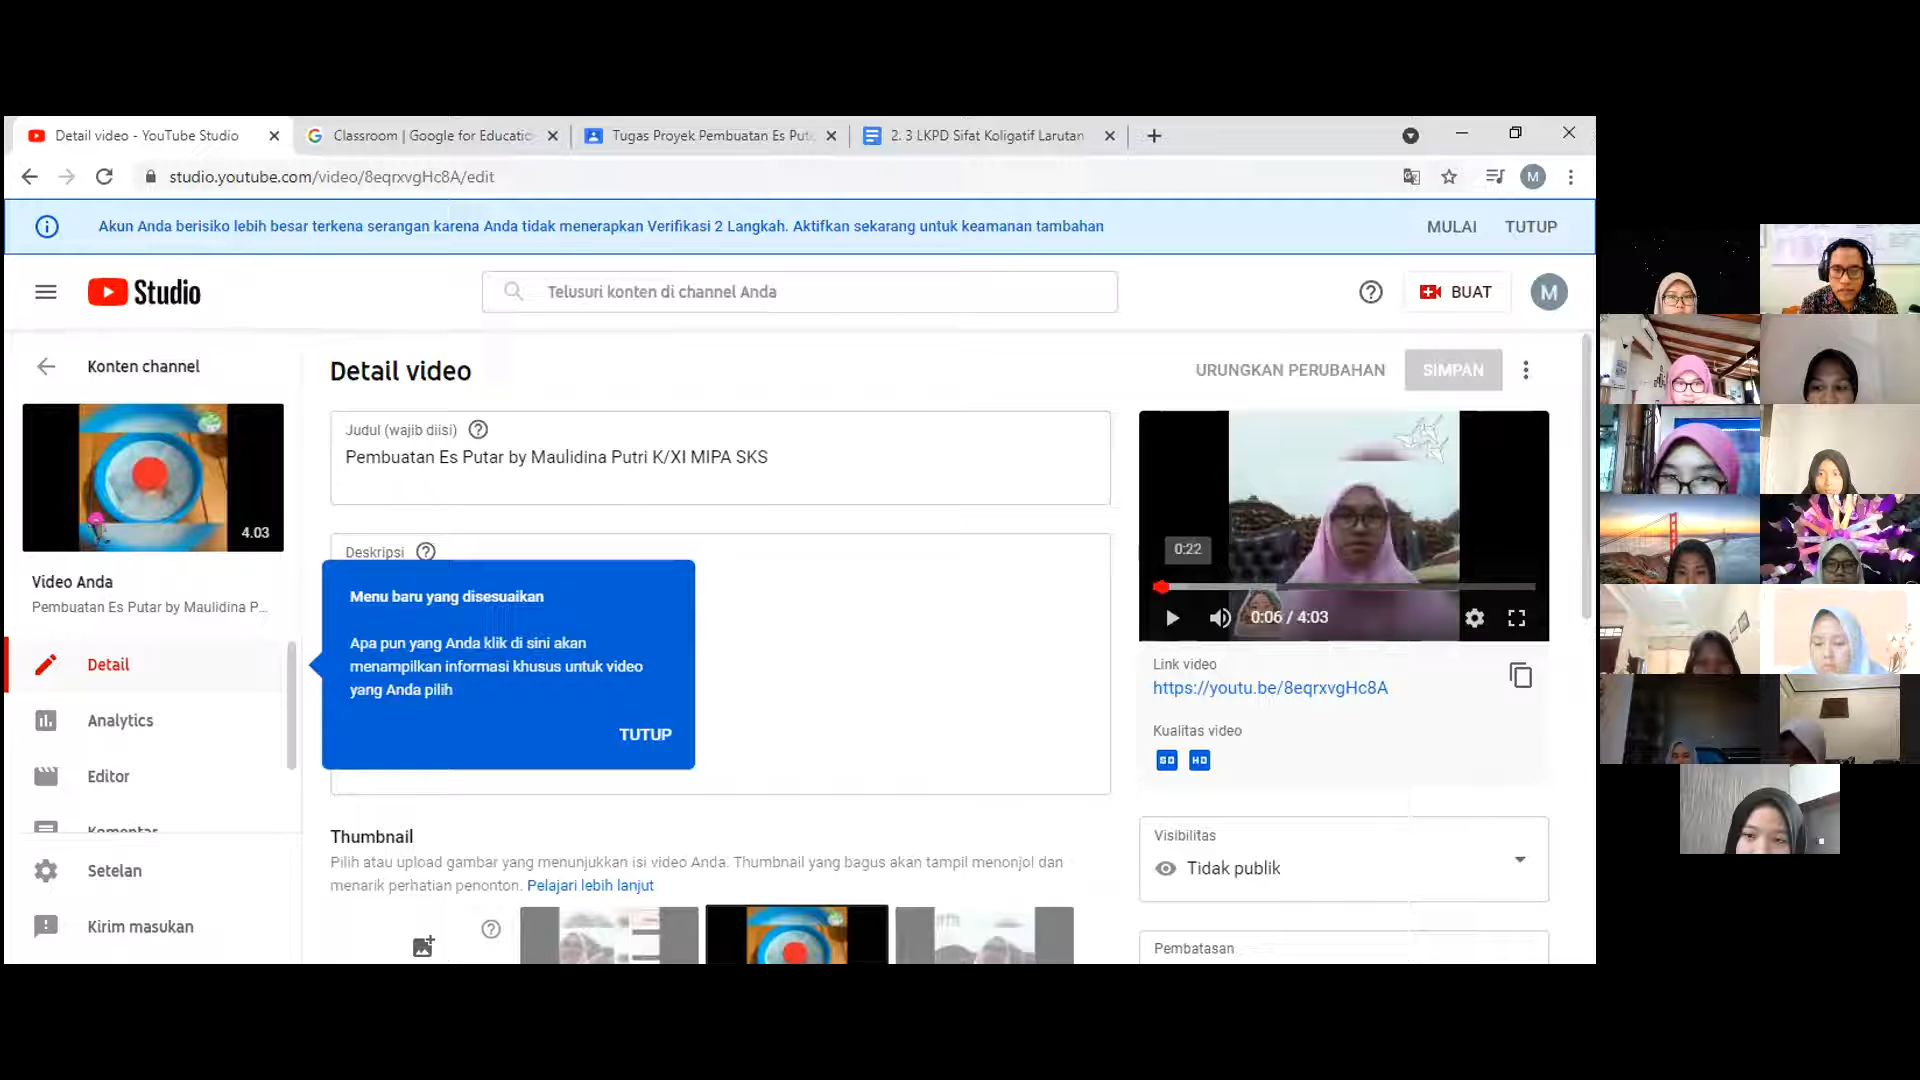 Detail video - YouTube Studio
Classroom | Google for Educatio
Tugas Proyek Pembuatan Es Put
2. 3 LKPD Sifat Koligatif Larutan
studio.youtube.com/video/8eqrxvgHc8A/edit
M
Akun Anda berisiko lebih besar terkena serangan karena Anda tidak menerapkan Verifikasi 2 Langkah. Aktifkan sekarang untuk keamanan tambahan
MULAI
TUTUP
Studio
Telusuri konten di channel Anda
BUAT
M
Konten channel
4.03
Video Anda
Pembuatan Es Putar by Maulidina P...
Detail
Analytics
Editor
Komentar
Setelan
Kirim masukan
Detail video
URUNGKAN PERUBAHAN
SIMPAN
Judul (wajib diisi)
Pembuatan Es Putar by Maulidina Putri K/XI MIPA SKS
Deskripsi
Menu baru yang disesuaikan
Apa pun yang Anda klik di sini akan
menampilkan informasi khusus untuk video
yang Anda pilih
TUTUP
Thumbnail
Pilih atau upload gambar yang menunjukkan isi video Anda. Thumbnail yang bagus akan tampil menonjol dan
menarik perhatian penonton. Pelajari lebih lanjut
0:22
0:06 / 4:03
Link video
https://youtu.be/8eqrxvgHc8A
Kualitas video
SD HD
Visibilitas
Tidak publik
Pembatasan